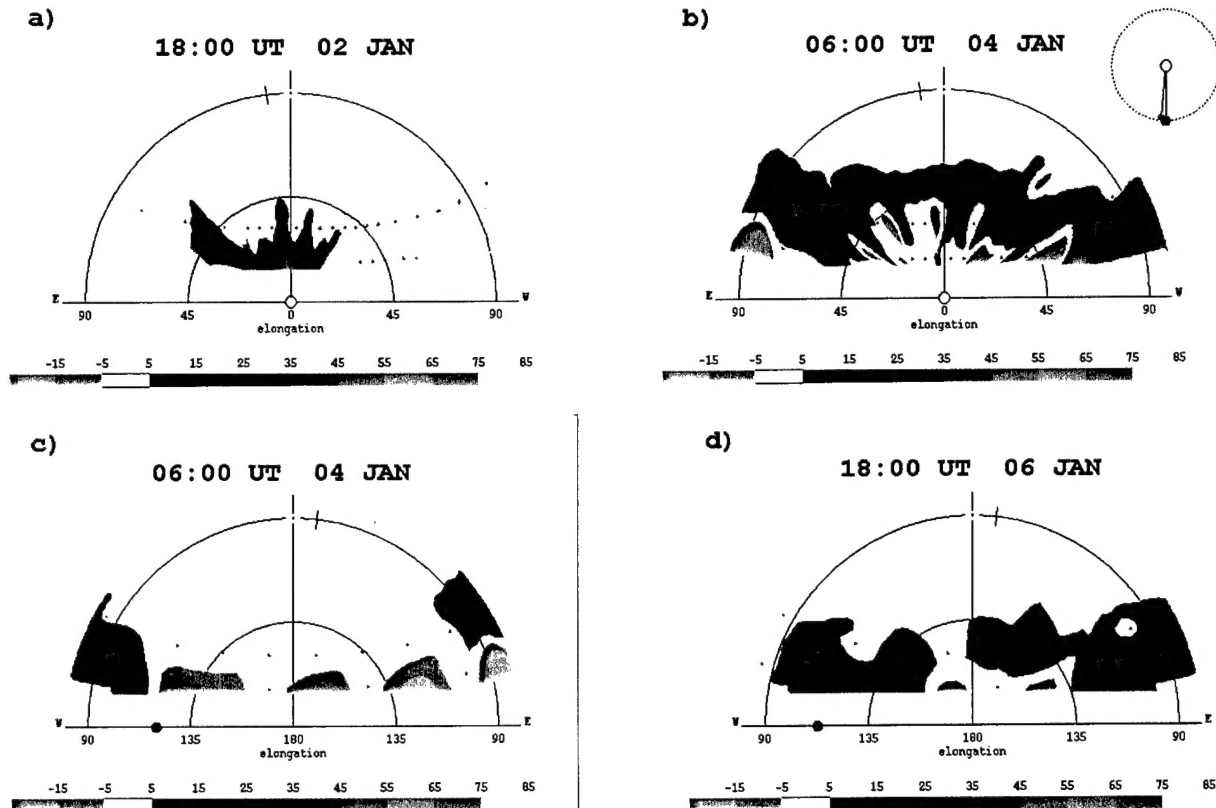 a)
18:00 UT 02 JAN
E W
90 45 0 45 90
elongation
-15 -5 5 15 25 35 45 55 65 75 85
b)
06:00 UT 04 JAN
E W
90 45 0 45 90
elongation
-15 -5 5 15 25 35 45 55 65 75 85
c)
06:00 UT 04 JAN
W E
90 135 180 135 90
elongation
-15 -5 5 15 25 35 45 55 65 75 85
d)
18:00 UT 06 JAN
W E
90 135 180 135 90
elongation
-15 -5 5 15 25 35 45 55 65 75 85